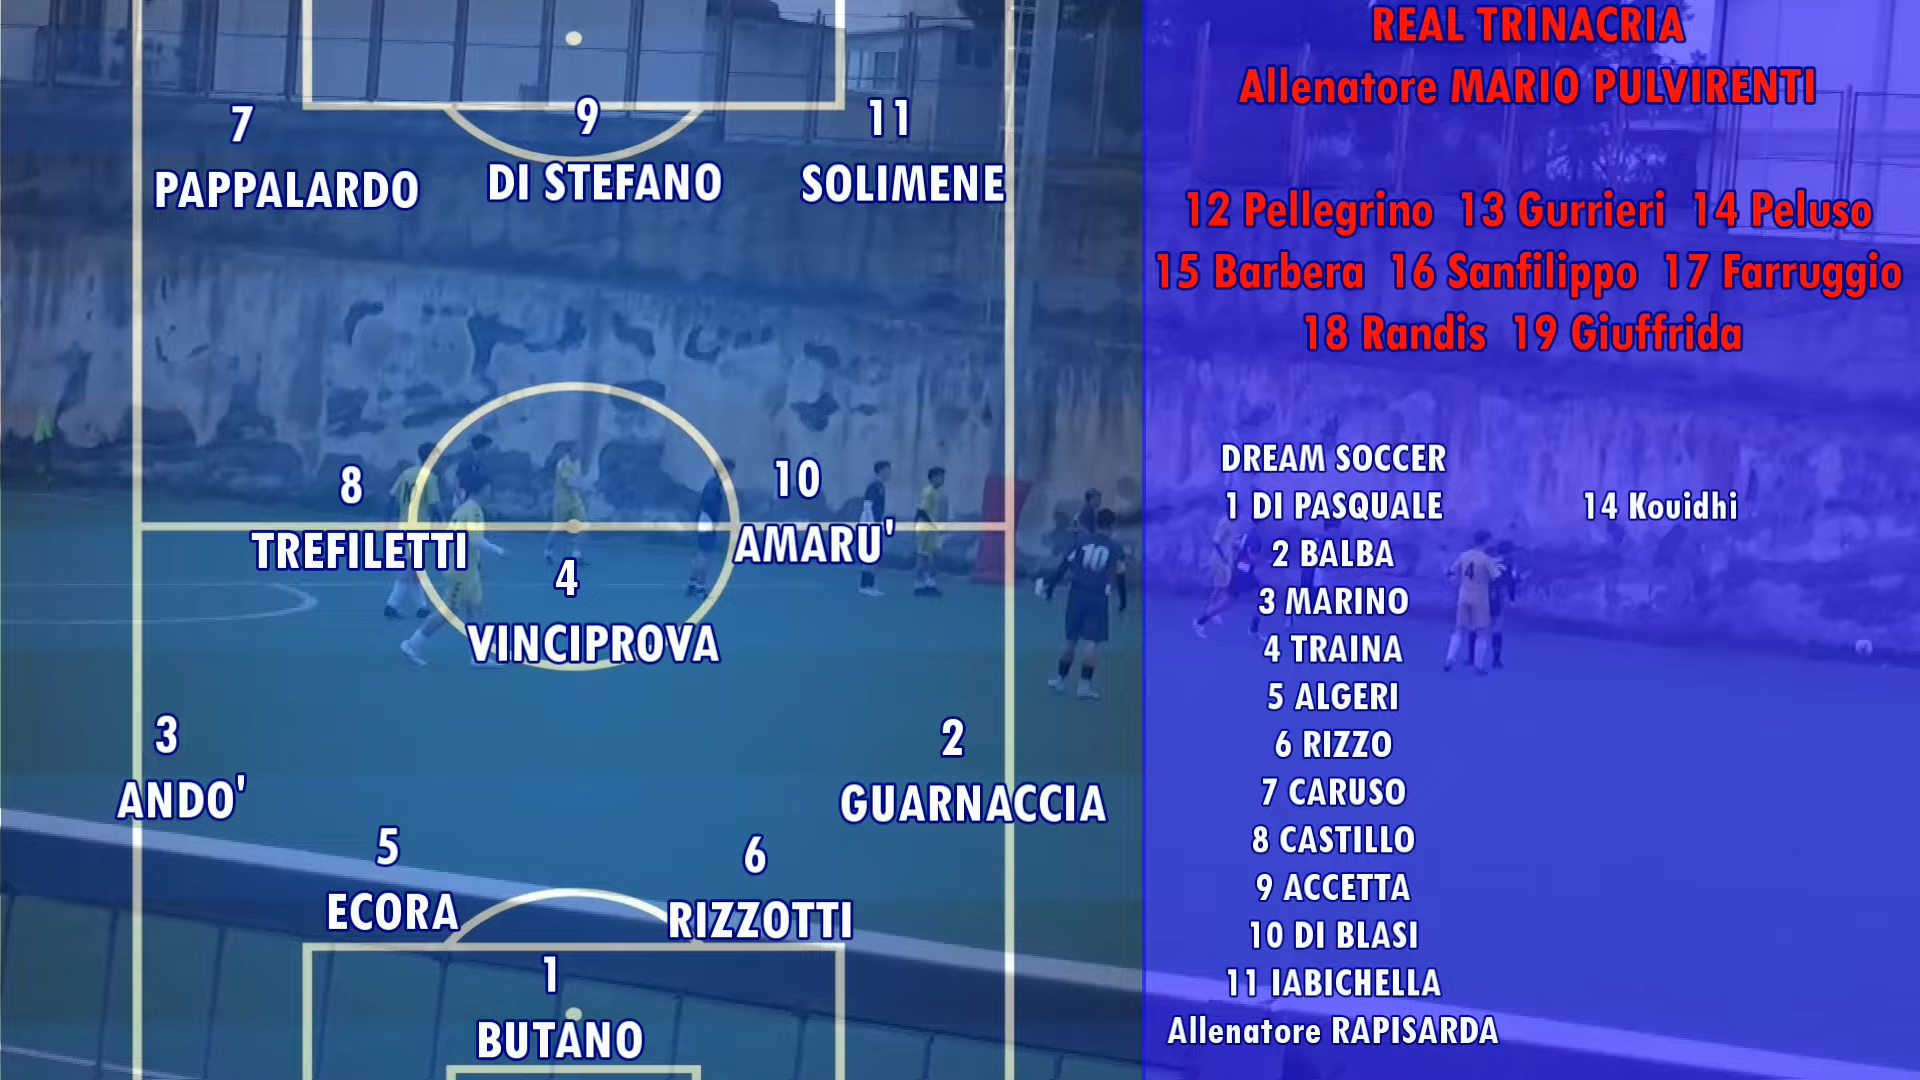 7
PAPPALARDO
9
DI STEFANO
11
SOLIMENE
8
TREFILETTI
10
AMARU'
4
VINCIPROVA
3
ANDO'
2
GUARNACCIA
5
ECORA
6
RIZZOTTI
1
BUTANO
REAL TRINACRIA
Allenatore MARIO PULVIRENTI
12 Pellegrino 13 Gurrieri 14 Peluso
15 Barbera 16 Sanfilippo 17 Farruggio
18 Randis 19 Giuffrida
DREAM SOCCER
1 DI PASQUALE 14 Kouidhi
2 BALBA
3 MARINO
4 TRAINA
5 ALGERI
6 RIZZO
7 CARUSO
8 CASTILLO
9 ACCETTA
10 DI BLASI
11 IABICHELLA
Allenatore RAPISARDA
10
4